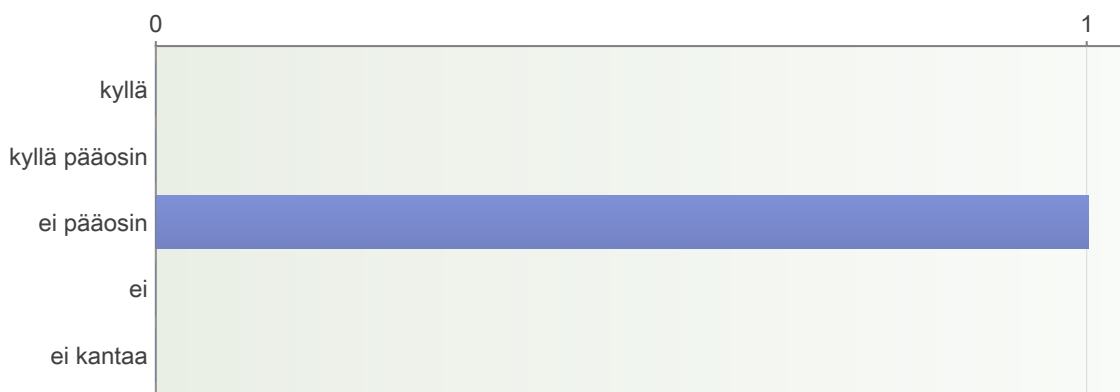 0 1
kyllä
kyllä pääosin
ei pääosin
ei
ei kantaa